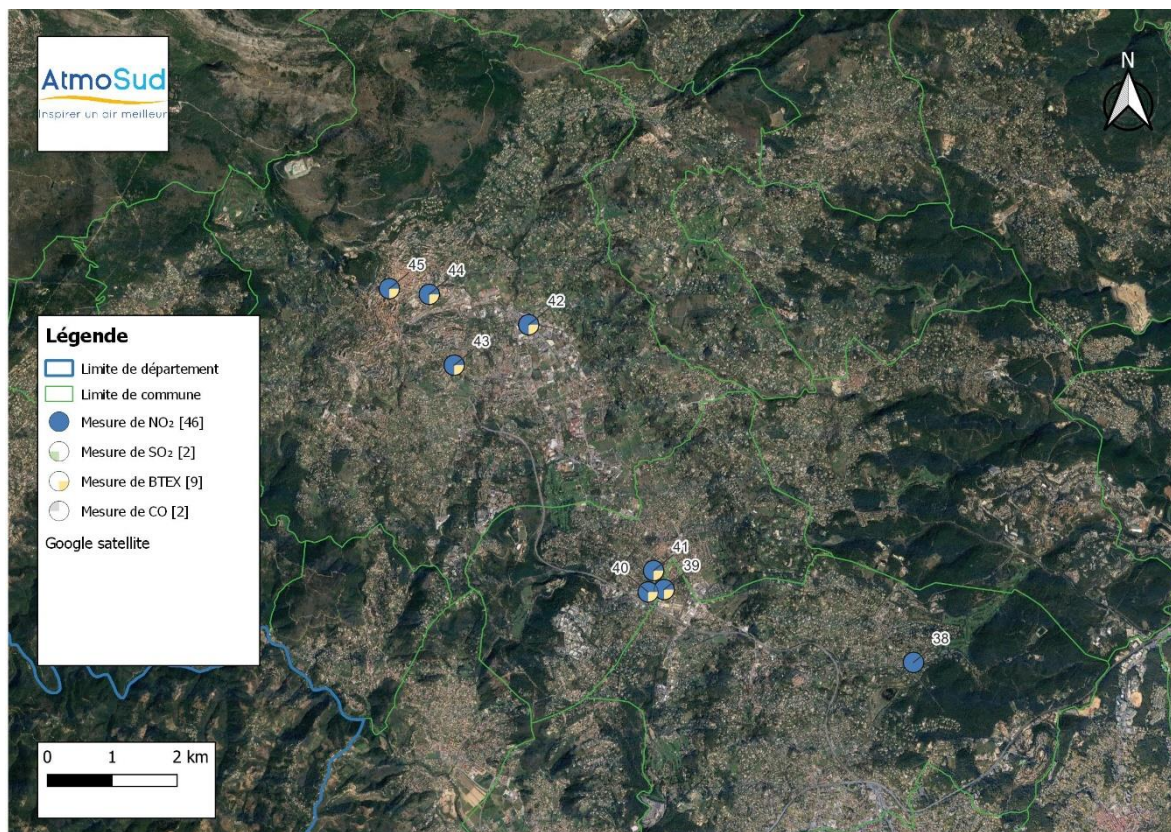 AtmoSud
Inspirer un air meilleur
N
45
44
42
43
Légende
Limite de département
Limite de commune
Mesure de NO₂ [46]
Mesure de SO₂ [2]
Mesure de BTEX [9]
Mesure de CO [2]
Google satellite
41
40
39
38
0 1 2 km